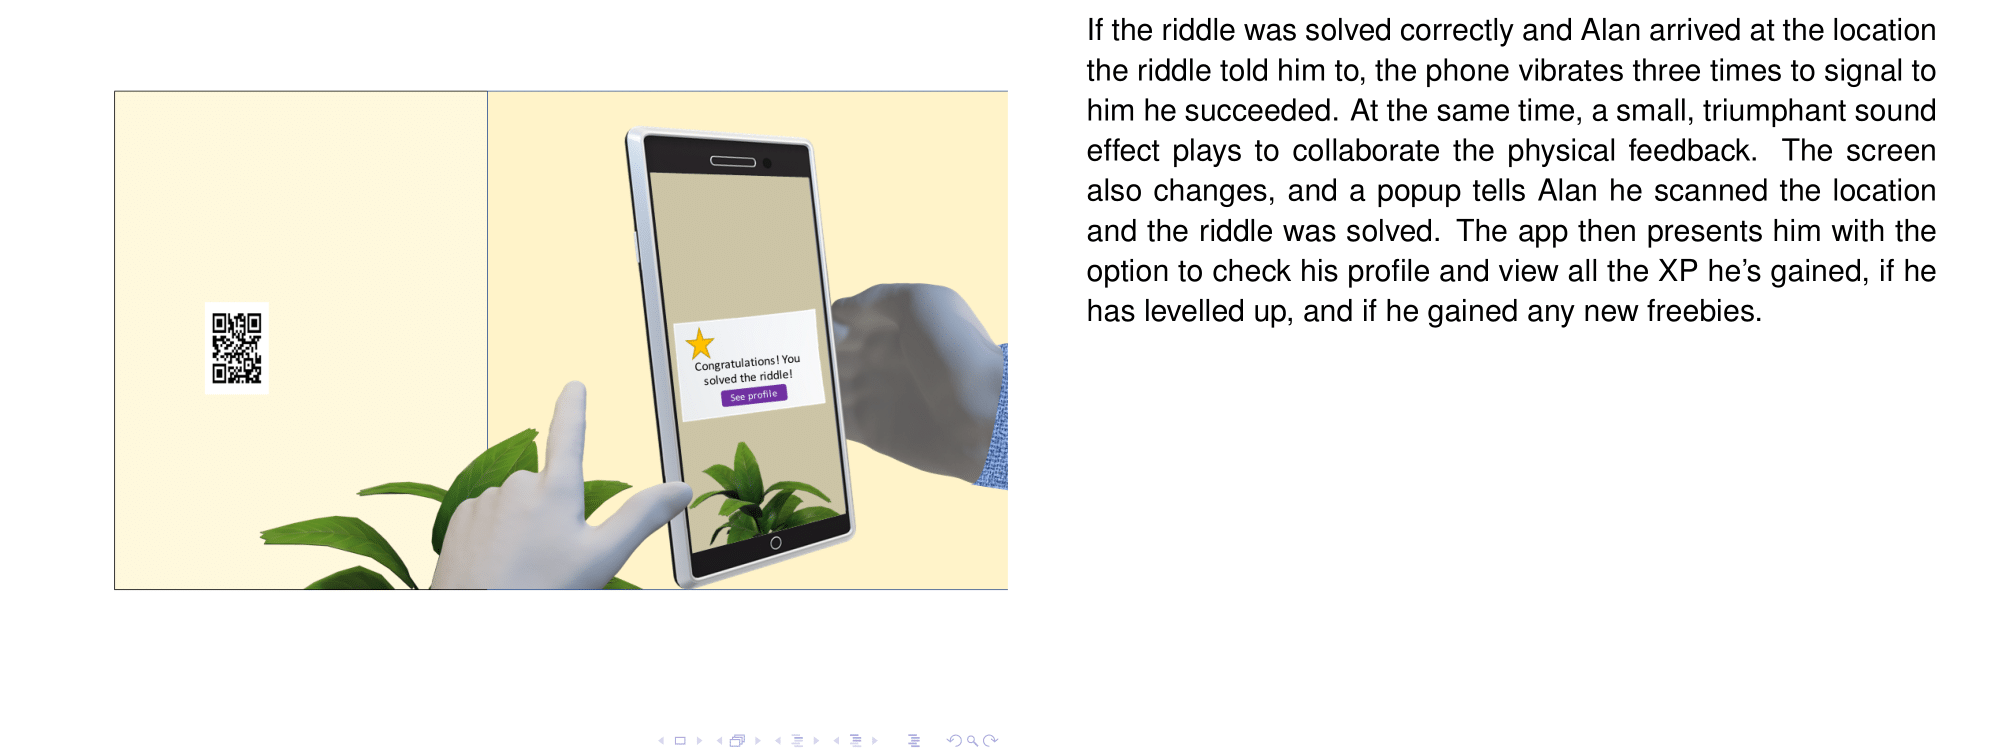 Congratulations! You
solved the riddle!
See profile
If the riddle was solved correctly and Alan arrived at the location
the riddle told him to, the phone vibrates three times to signal to
him he succeeded. At the same time, a small, triumphant sound
effect plays to collaborate the physical feedback. The screen
also changes, and a popup tells Alan he scanned the location
and the riddle was solved. The app then presents him with the
option to check his profile and view all the XP he's gained, if he
has levelled up, and if he gained any new freebies.